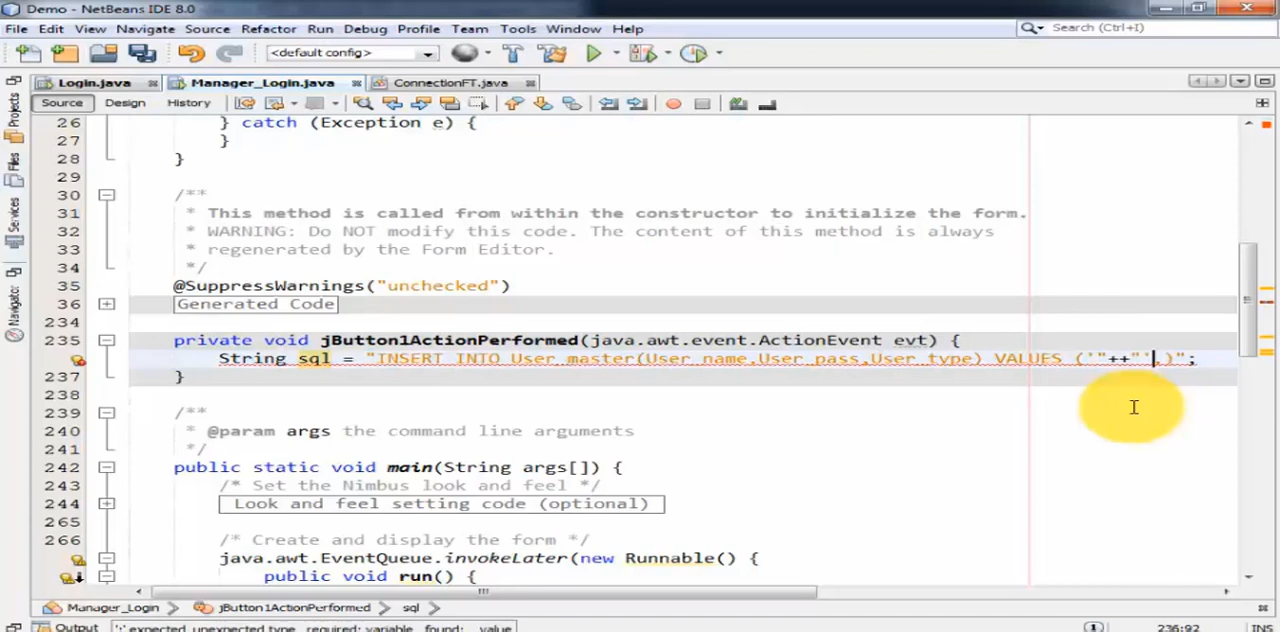 Demo - NetBeans IDE 8.0
File Edit View Navigate Source Refactor Run Debug Profile Team Tools Window Help
Search (Ctrl+I)
<default config>
Login.java Manager_Login.java ConnectionFT.java
Source Design History
Projects
Files
Services
Navigator
26 } catch (Exception e) {
27 }
28 }
29
30 /**
31 * This method is called from within the constructor to initialize the form.
32 * WARNING: Do NOT modify this code. The content of this method is always
33 * regenerated by the Form Editor.
34 */
35 @SuppressWarnings("unchecked")
36 Generated Code
234
235 private void jButton1ActionPerformed(java.awt.event.ActionEvent evt) {
String sql = "INSERT INTO User_master(User_name,User_pass,User_type) VALUES ('"++"',)";
237 }
238
239 /**
240 * @param args the command line arguments
241 */
242 public static void main(String args[]) {
243 /* Set the Nimbus look and feel */
244 Look and feel setting code (optional)
265
266 /* Create and display the form */
java.awt.EventQueue.invokeLater(new Runnable() {
public void run() {
Manager_Login jButton1ActionPerformed sql
Output ':' expected unexpected type required: variable found: value 1 236:92 INS